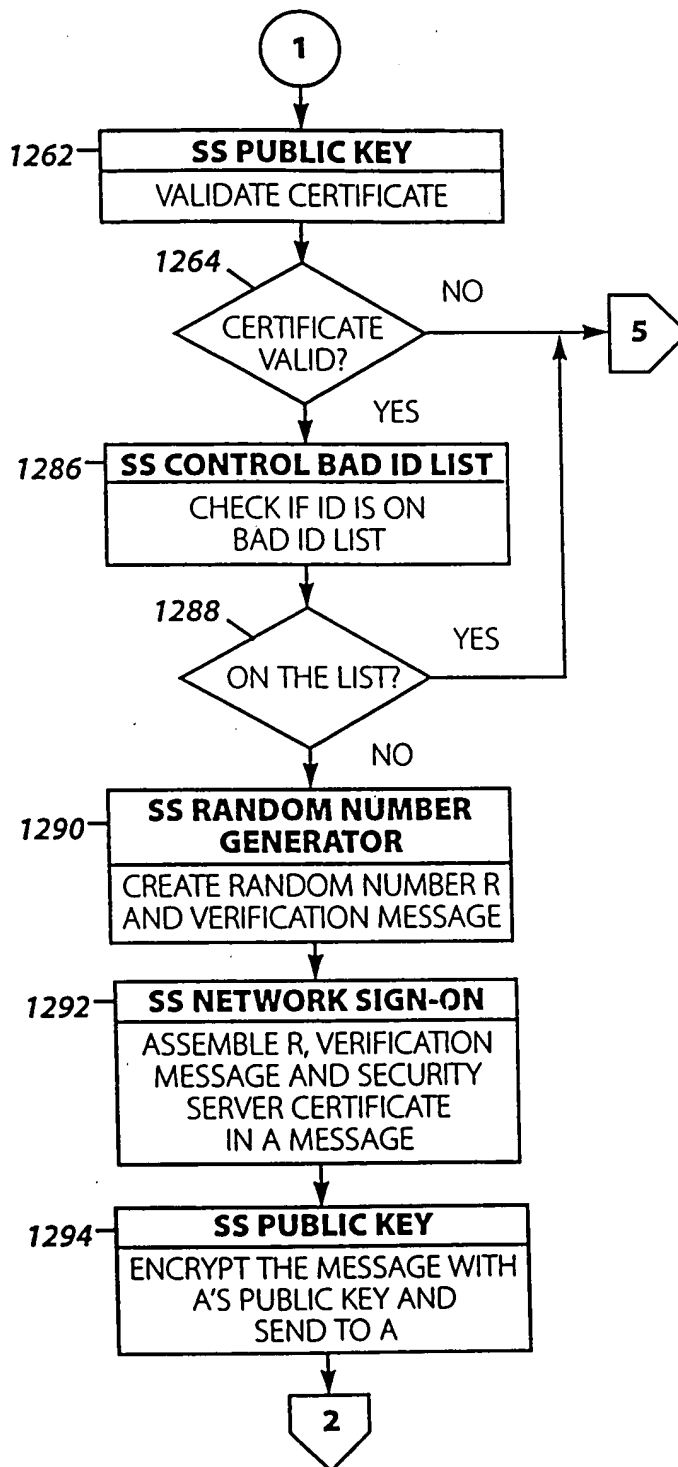 1
1262
SS PUBLIC KEY
VALIDATE CERTIFICATE
1264
CERTIFICATE
VALID?
NO
5
YES
1286
SS CONTROL BAD ID LIST
CHECK IF ID IS ON
BAD ID LIST
1288
ON THE LIST?
YES
NO
1290
SS RANDOM NUMBER
GENERATOR
CREATE RANDOM NUMBER R
AND VERIFICATION MESSAGE
1292
SS NETWORK SIGN-ON
ASSEMBLE R, VERIFICATION
MESSAGE AND SECURITY
SERVER CERTIFICATE
IN A MESSAGE
1294
SS PUBLIC KEY
ENCRYPT THE MESSAGE WITH
A'S PUBLIC KEY AND
SEND TO A
2